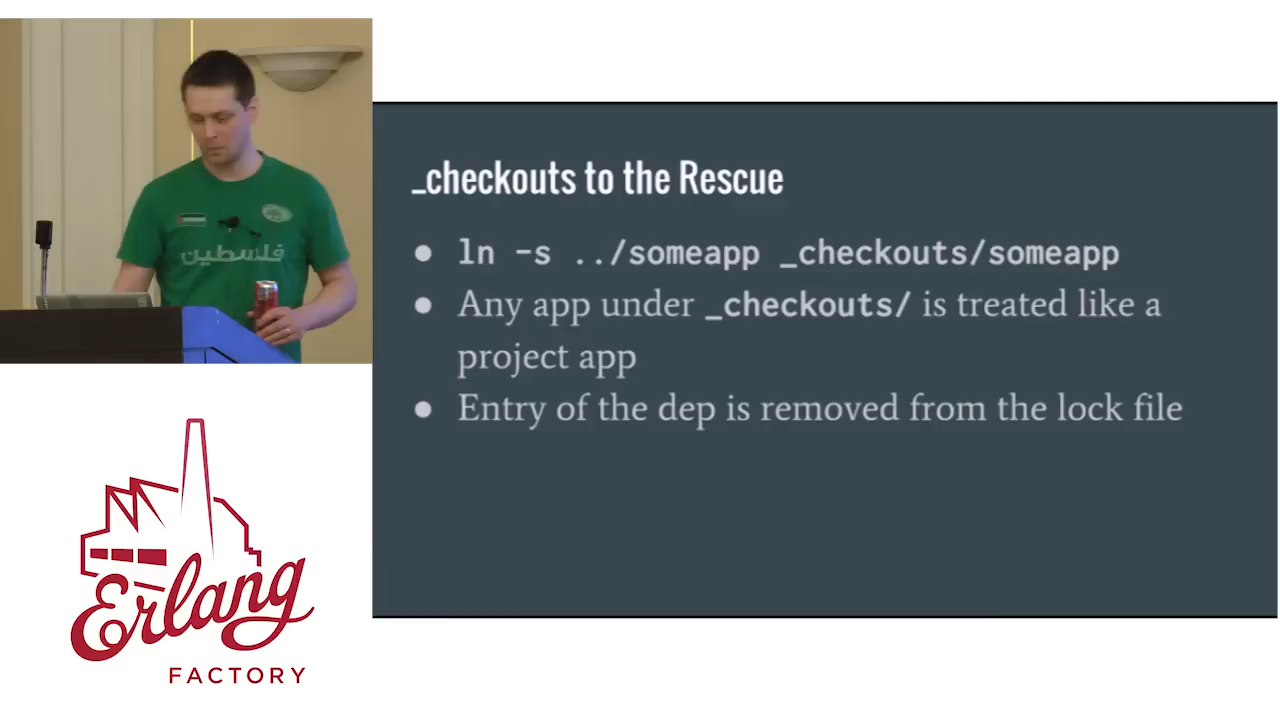 فلسطين
_checkouts to the Rescue
● ln -s ../someapp _checkouts/someapp
● Any app under _checkouts/ is treated like a
project app
● Entry of the dep is removed from the lock file
Erlang
FACTORY